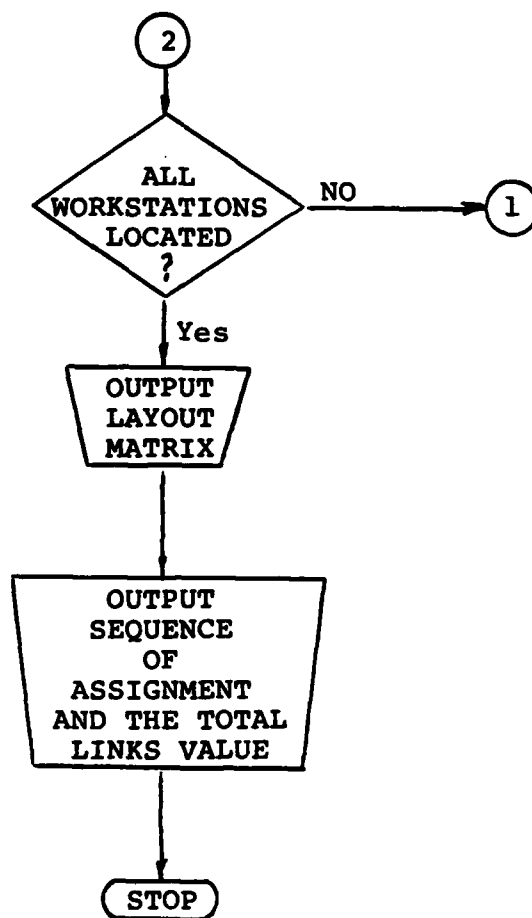 2
ALL
WORKSTATIONS
LOCATED
?
NO
1
Yes
OUTPUT
LAYOUT
MATRIX
OUTPUT
SEQUENCE
OF
ASSIGNMENT
AND THE TOTAL
LINKS VALUE
STOP